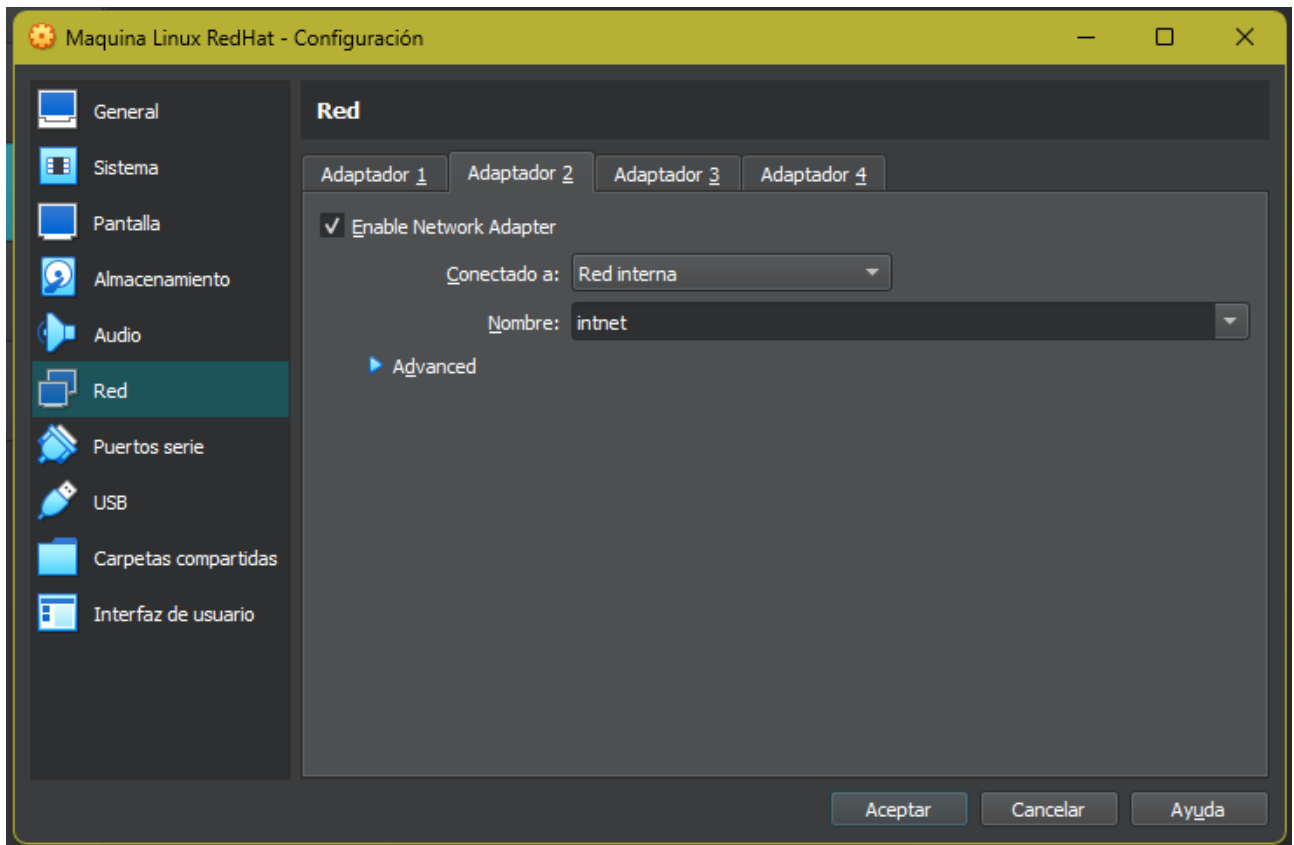 Maquina Linux RedHat - Configuración
General
Sistema
Pantalla
Almacenamiento
Audio
Red
Puertos serie
USB
Carpetas compartidas
Interfaz de usuario
Red
Adaptador 1 Adaptador 2 Adaptador 3 Adaptador 4
Enable Network Adapter
Conectado a: Red interna
Nombre: intnet
Advanced
Aceptar Cancelar Ayuda